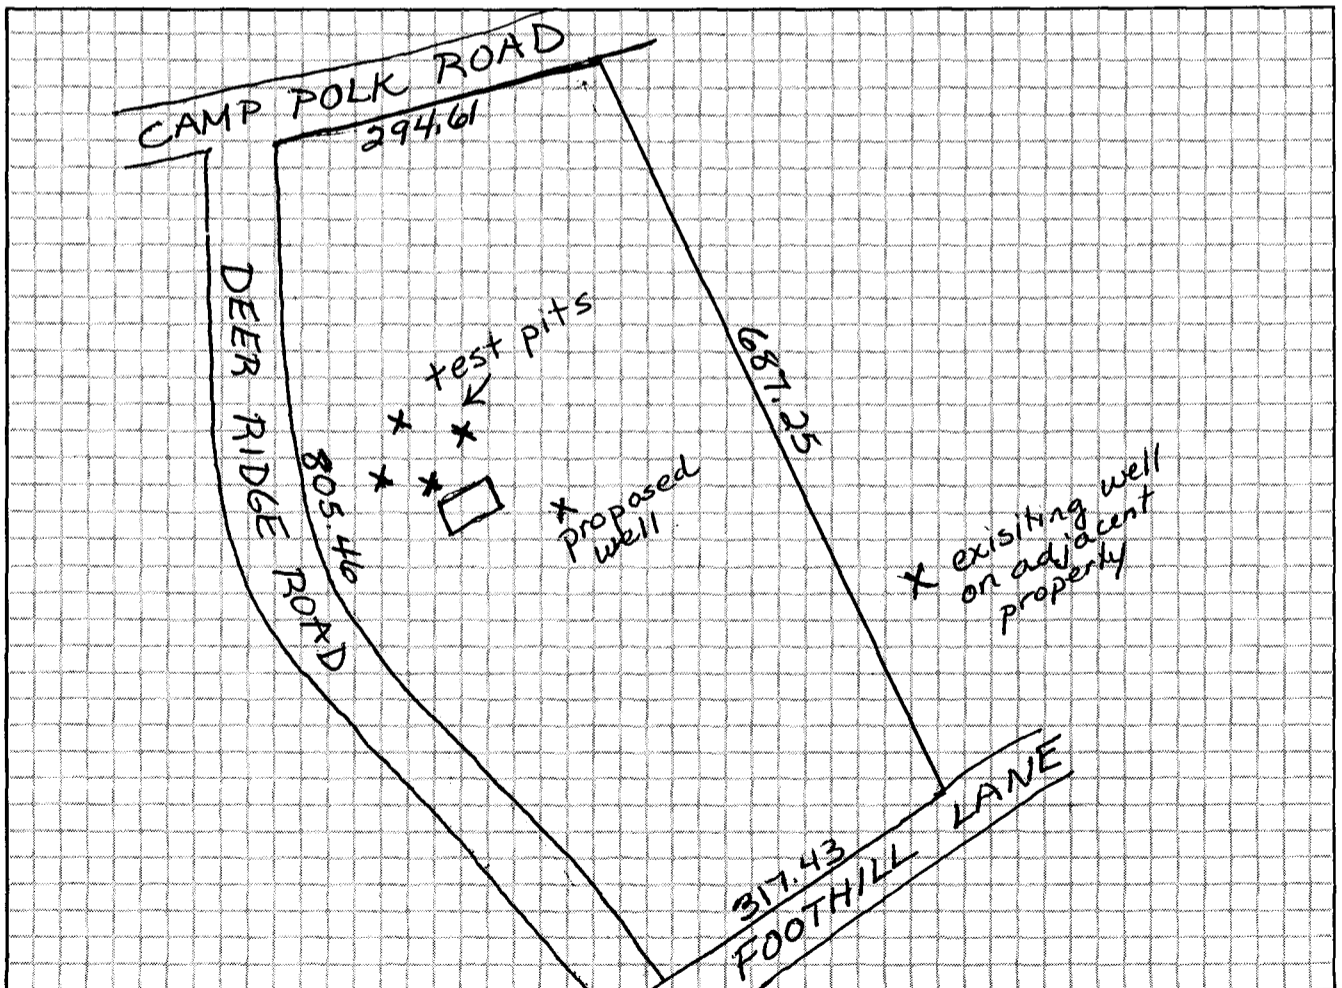 CAMP POLK ROAD
294.61
DEER RIDGE ROAD
805.46
test pits
687.25
proposed
well
exisiting well
on adjacent
property
317.43
FOOTHILL LANE